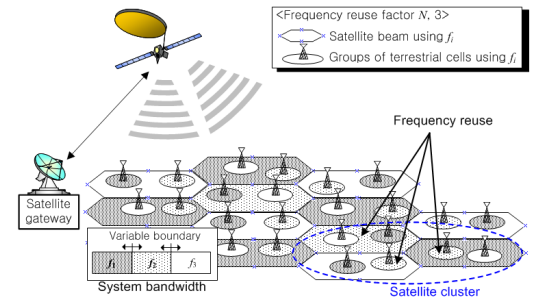 <Frequency reuse factor N, 3>
Satellite beam using fi
Groups of terrestrial cells using fi
Frequency reuse
Satellite
gateway
Variable boundary
f1 f2 f3
System bandwidth
Satellite cluster